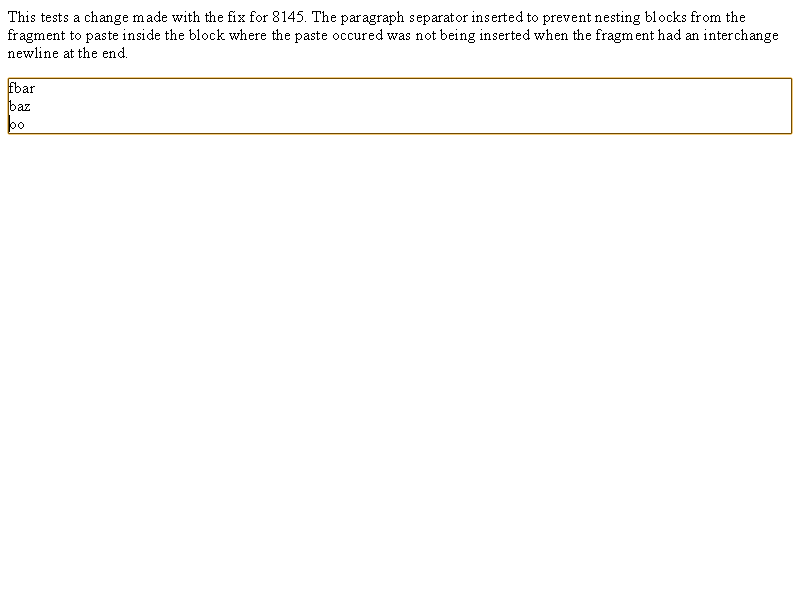 This tests a change made with the fix for 8145. The paragraph separator inserted to prevent nesting blocks from the
fragment to paste inside the block where the paste occured was not being inserted when the fragment had an interchange
newline at the end.
fbar
baz
oo